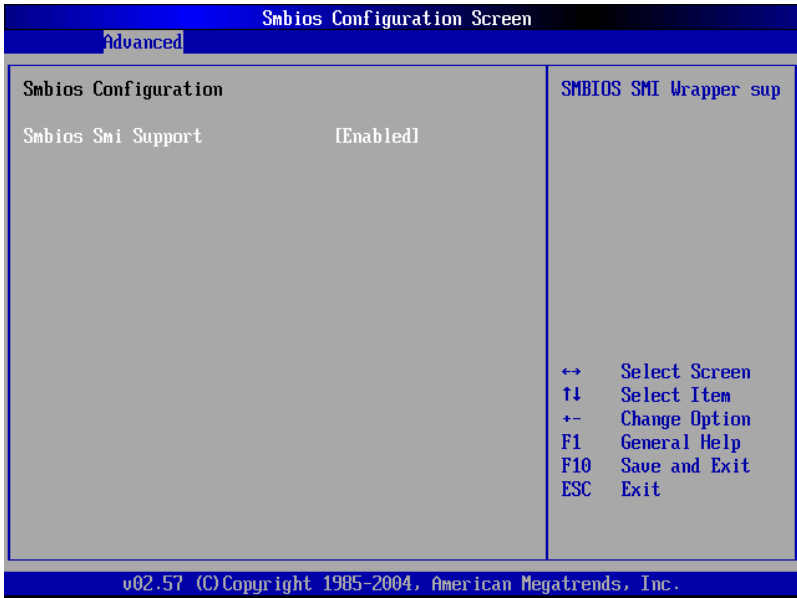 Smbios Configuration Screen
Advanced
Smbios Configuration
Smbios Smi Support [Enabled]
SMBIOS SMI Wrapper sup
←→ Select Screen
↑↓ Select Item
+- Change Option
F1 General Help
F10 Save and Exit
ESC Exit
v02.57 (C)Copyright 1985-2004, American Megatrends, Inc.